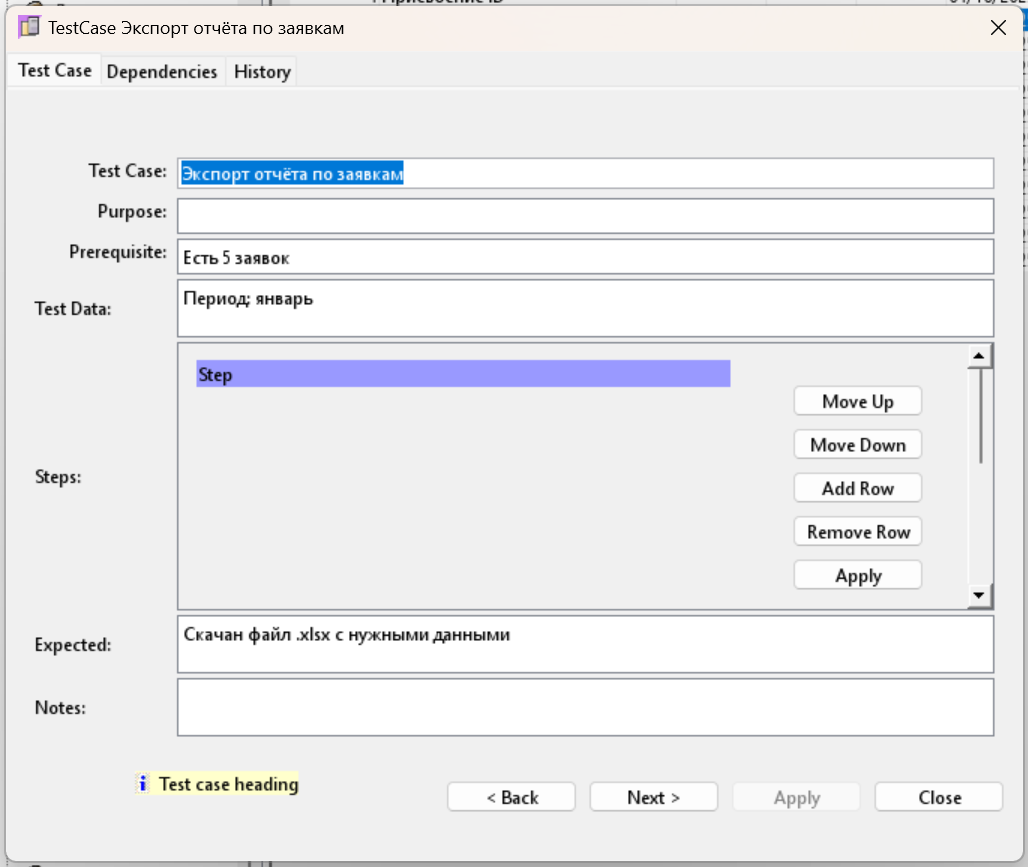 TestCase Экспорт отчёта по заявкам
Test Case Dependencies History
Test Case: Экспорт отчёта по заявкам
Purpose:
Prerequisite: Есть 5 заявок
Test Data: Период; январь
Step
Move Up
Move Down
Steps:
Add Row
Remove Row
Apply
Expected: Скачан файл .xlsx с нужными данными
Notes:
i Test case heading
< Back Next > Apply Close